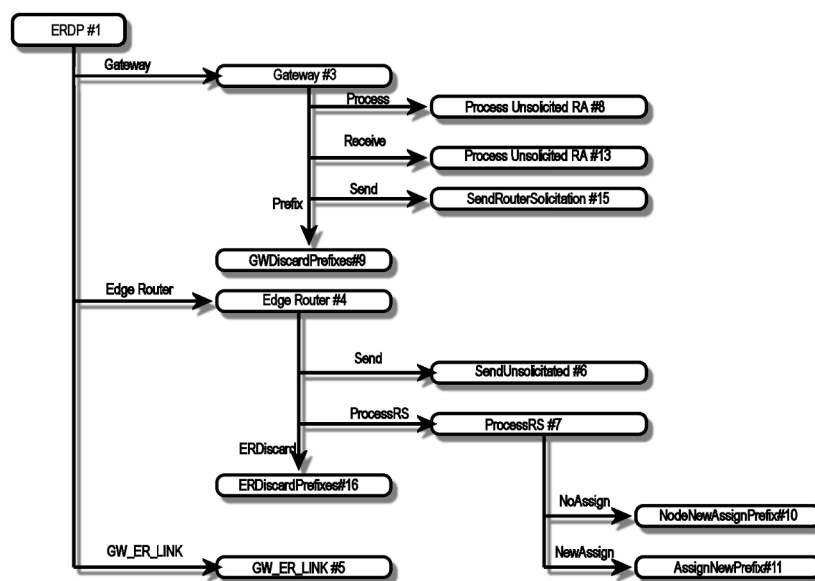 ERDP #1
Gateway
Gateway #3
Process
Process Unsolicited RA #8
Receive
Process Unsolicited RA #13
Send
SendRouterSolicitation #15
Prefix
GWDiscardPrefixes#9
Edge Router
Edge Router #4
Send
SendUnsolicitated #6
ProcessRS
ProcessRS #7
ERDiscard
ERDiscardPrefixes#16
NoAssign
NodeNewAssignPrefix#10
GW_ER_LINK
GW_ER_LINK #5
NewAssign
AssignNewPrefix#11